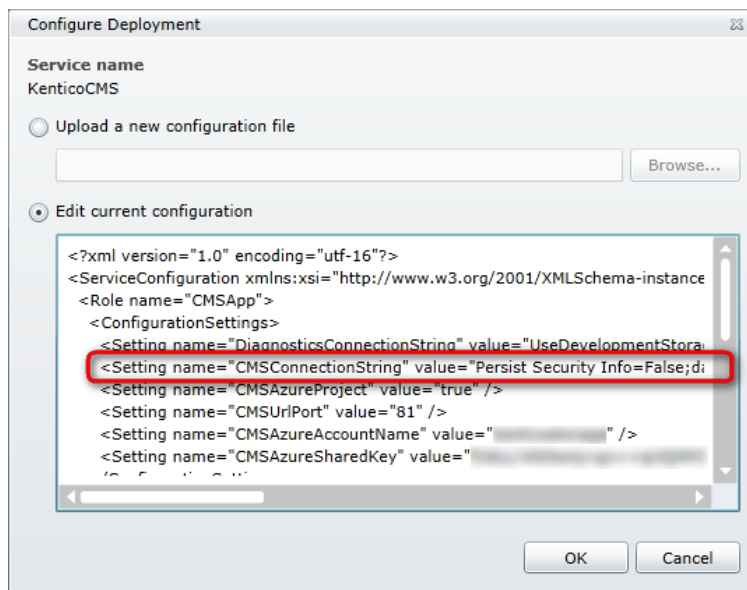 Configure Deployment
Service name
KenticoCMS
Upload a new configuration file
Browse...
Edit current configuration
<?xml version="1.0" encoding="utf-16"?>
<ServiceConfiguration xmlns:xsi="http://www.w3.org/2001/XMLSchema-instance
<Role name="CMSApp">
<ConfigurationSettings>
<Setting name="DiagnosticsConnectionString" value="UseDevelopmentStora
<Setting name="CMSConnectionString" value="Persist Security Info=False;da
<Setting name="CMSAzureProject" value="true" />
<Setting name="CMSUrlPort" value="81" />
<Setting name="CMSAzureAccountName" value=" " />
<Setting name="CMSAzureSharedKey" value="
OK Cancel